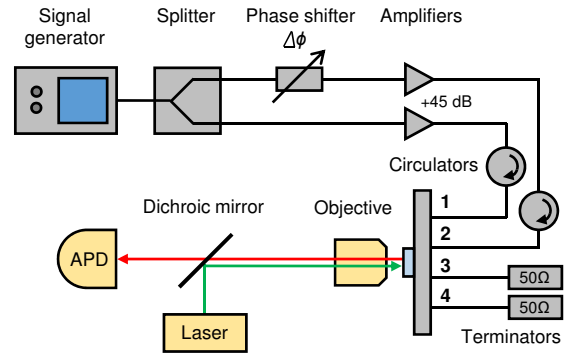 Signal generator
Splitter
Phase shifter
Δϕ
Amplifiers
+45 dB
Circulators
1
2
3
4
50Ω
50Ω
Terminators
Dichroic mirror
Objective
APD
Laser